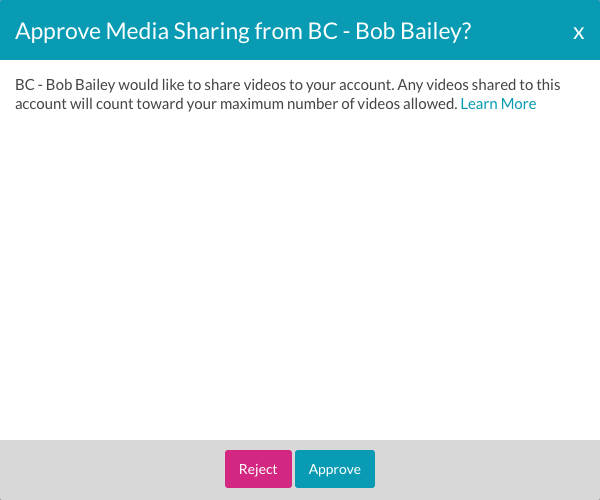 Approve Media Sharing from BC - Bob Bailey? x
BC - Bob Bailey would like to share videos to your account. Any videos shared to this
account will count toward your maximum number of videos allowed. Learn More
Reject Approve